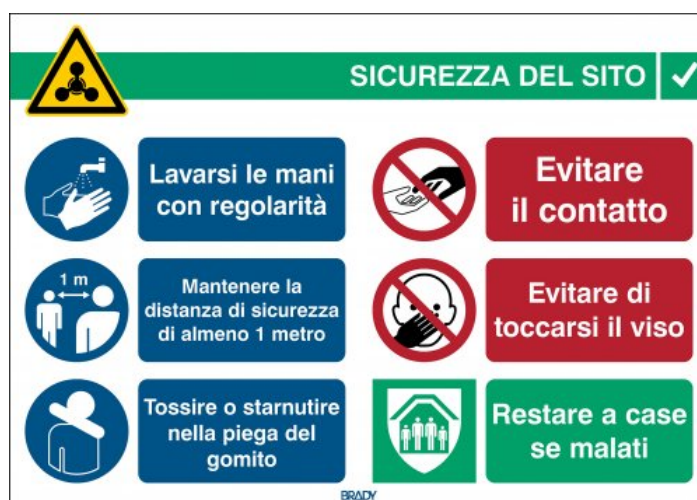 SICUREZZA DEL SITO
Lavarsi le mani
con regolarità
Evitare
il contatto
1 m
Mantenere la
distanza di sicurezza
di almeno 1 metro
Evitare di
toccarsi il viso
Tossire o starnutire
nella piega del
gomito
Restare a case
se malati
BRADY